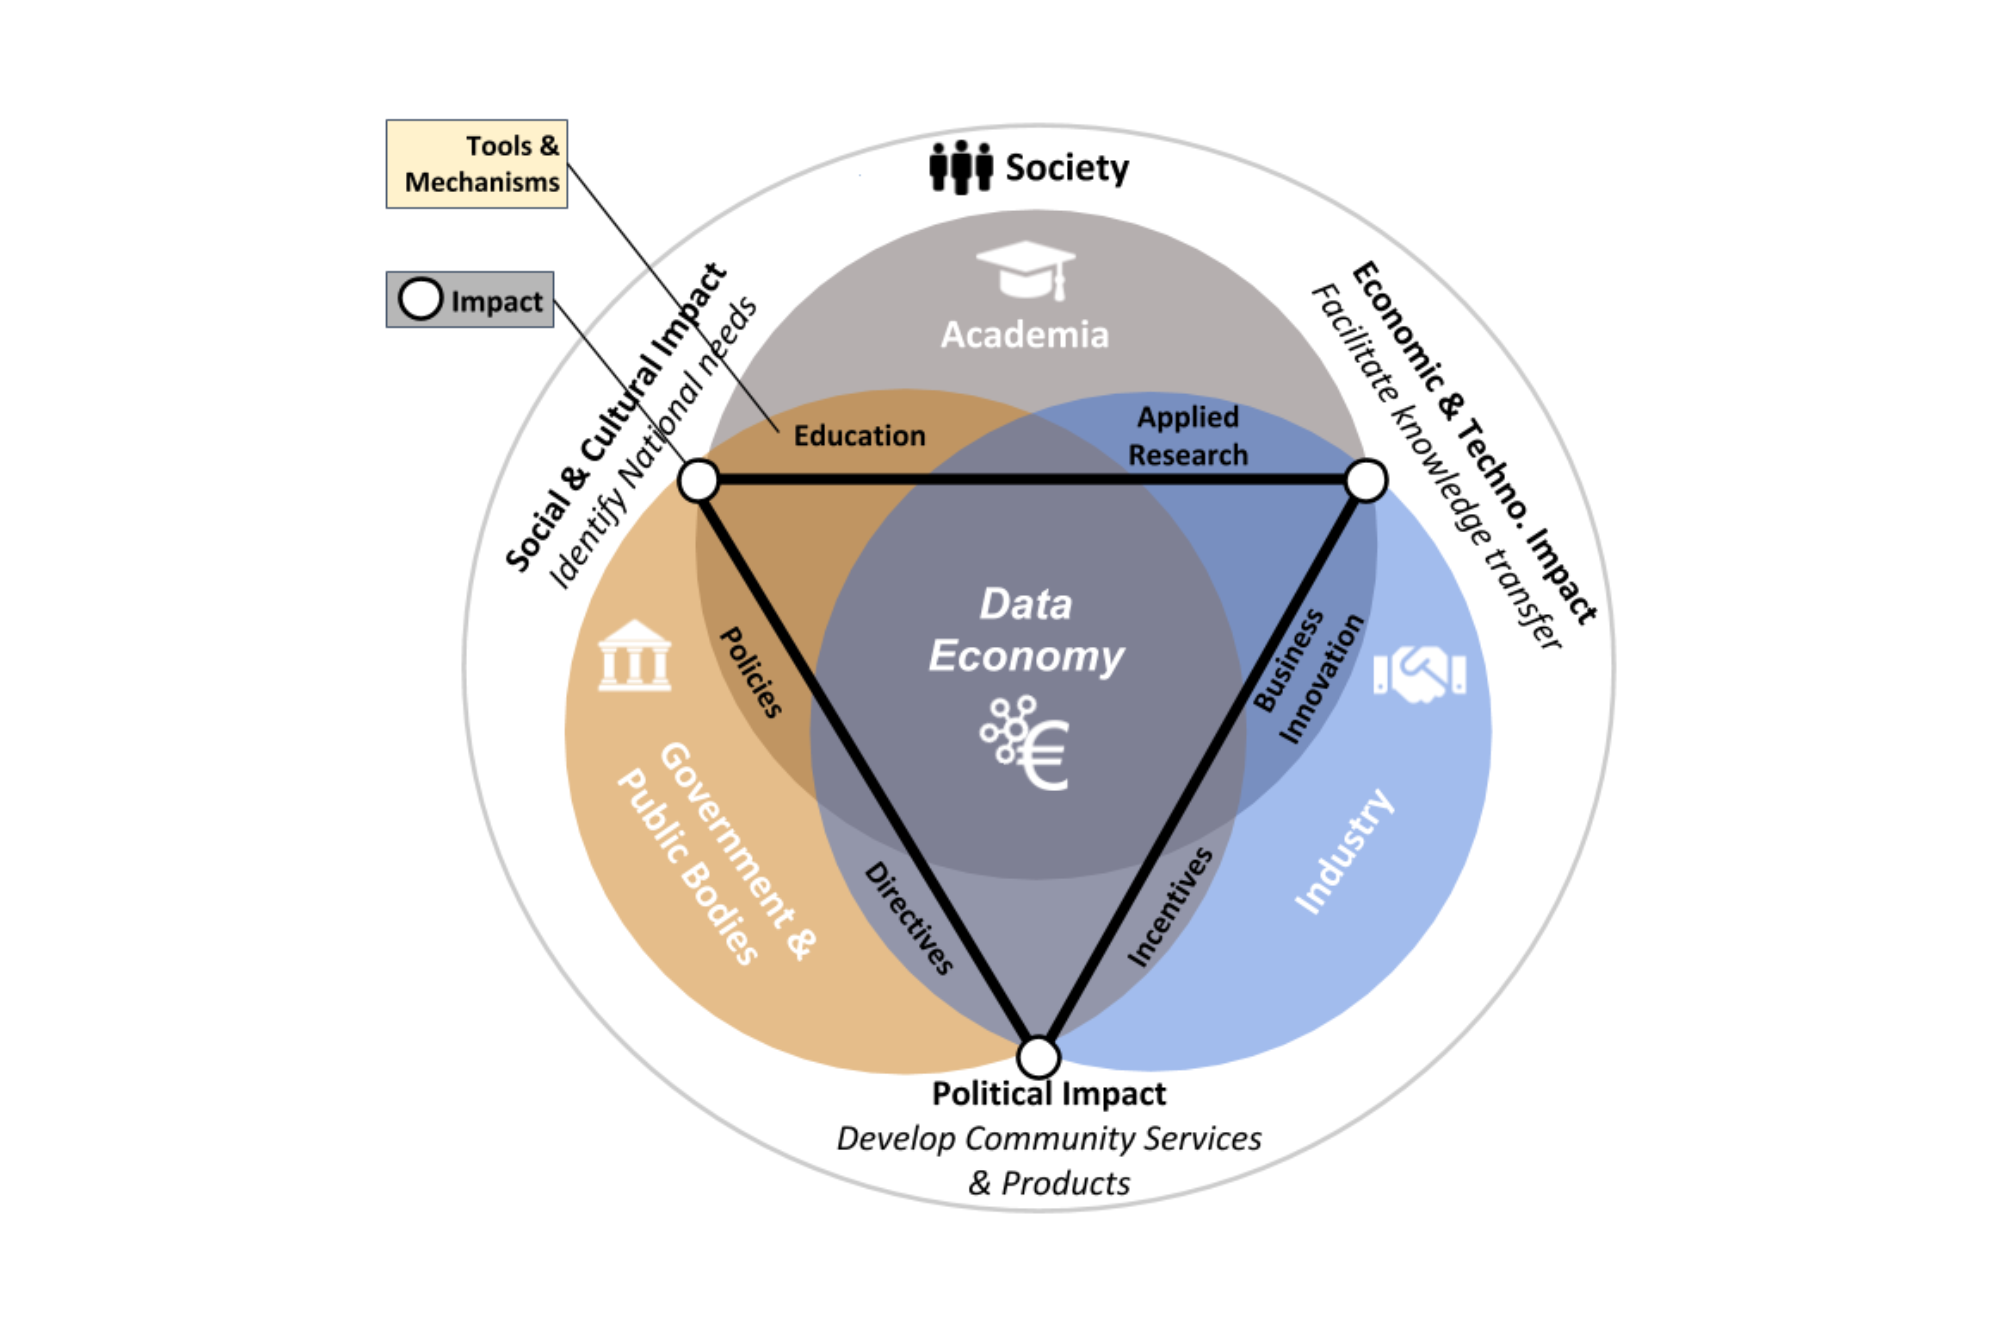 Tools &
Mechanisms
Impact
Society
Academia
Social & Cultural Impact
Identify National needs
Economic & Techno. Impact
Facilitate knowledge transfer
Education
Applied
Research
Data
Economy
€
Policies
Business
Innovation
Government &
Public Bodies
Industry
Directives
Incentives
Political Impact
Develop Community Services
& Products